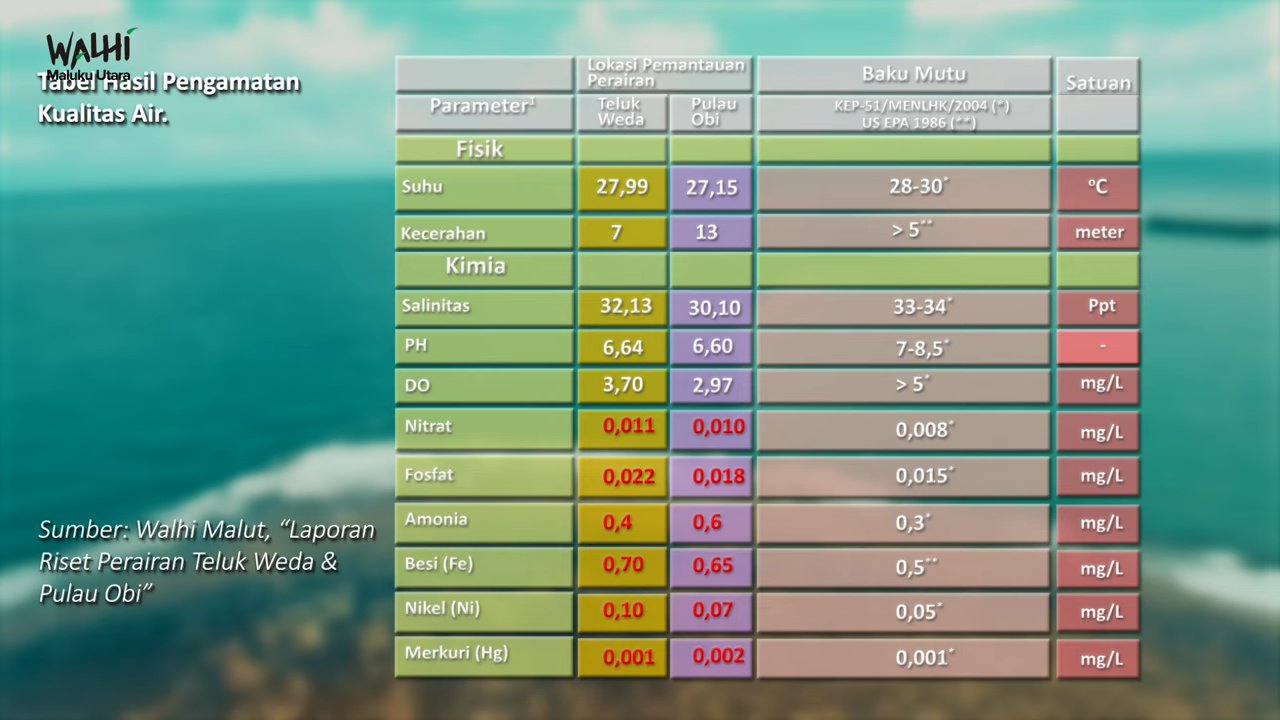 WALHI
Maluku Utara
Tabel Hasil Pengamatan
Kualitas Air.
Lokasi Pemantauan
Perairan
Baku Mutu
Satuan
Parameter¹
Teluk
Weda
Pulau
Obi
KEP-51/MENLHK/2004 (*)
US EPA 1986 (**)
Fisik
Suhu 27,99 27,15 28-30* °C
Kecerahan 7 13 > 5** meter
Kimia
Salinitas 32,13 30,10 33-34* Ppt
PH 6,64 6,60 7-8,5* -
DO 3,70 2,97 > 5* mg/L
Nitrat 0,011 0,010 0,008* mg/L
Fosfat 0,022 0,018 0,015* mg/L
Amonia 0,4 0,6 0,3* mg/L
Besi (Fe) 0,70 0,65 0,5** mg/L
Nikel (Ni) 0,10 0,07 0,05* mg/L
Merkuri (Hg) 0,001 0,002 0,001* mg/L
Sumber: Walhi Malut, “Laporan
Riset Perairan Teluk Weda &
Pulau Obi”